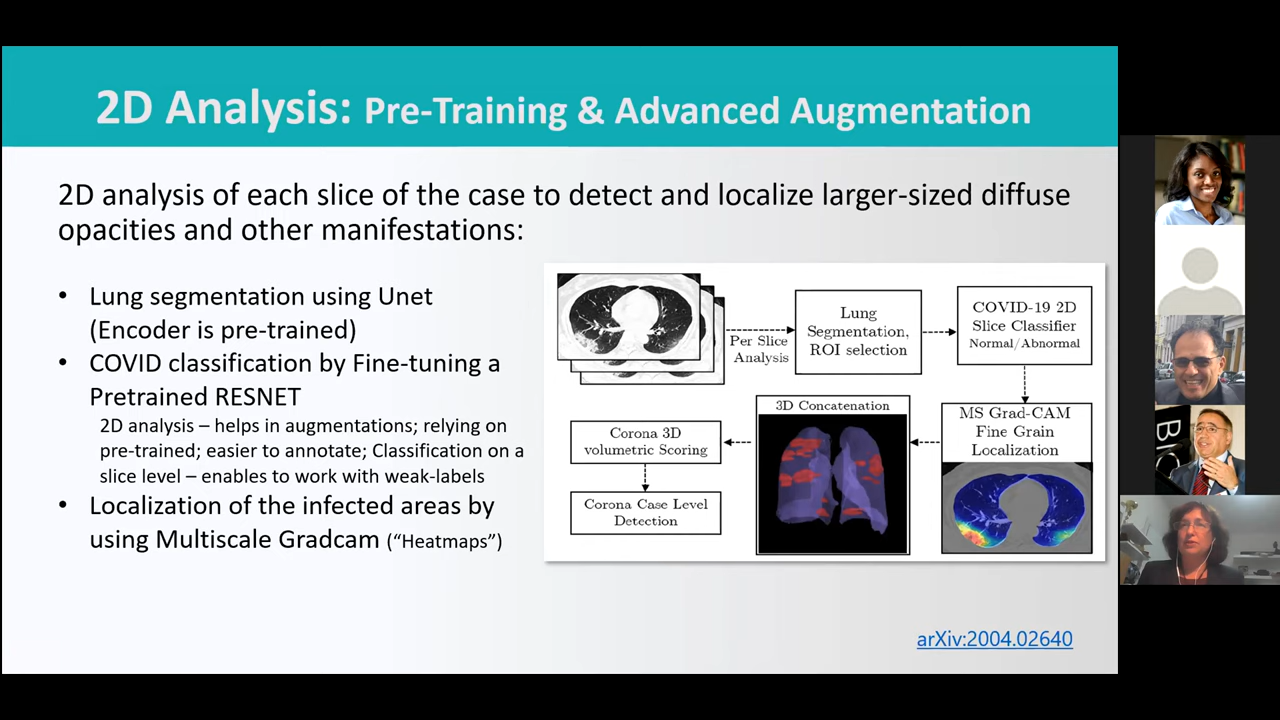 2D Analysis: Pre-Training & Advanced Augmentation
2D analysis of each slice of the case to detect and localize larger-sized diffuse
opacities and other manifestations:
• Lung segmentation using Unet
(Encoder is pre-trained)
• COVID classification by Fine-tuning a
Pretrained RESNET
2D analysis – helps in augmentations; relying on
pre-trained; easier to annotate; Classification on a
slice level – enables to work with weak-labels
• Localization of the infected areas by
using Multiscale Gradcam (“Heatmaps”)
Per Slice
Analysis
Lung
Segmentation,
ROI selection
COVID-19 2D
Slice Classifier
Normal/Abnormal
MS Grad-CAM
Fine Grain
Localization
3D Concatenation
Corona 3D
volumetric Scoring
Corona Case Level
Detection
arXiv:2004.02640